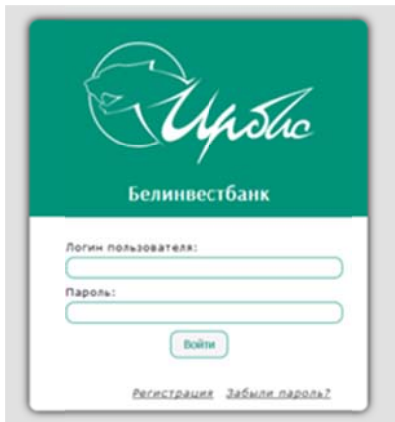 Ирбис
Белинвестбанк
Логин пользователя:
Пароль:
Войти
Регистрация Забыли пароль?